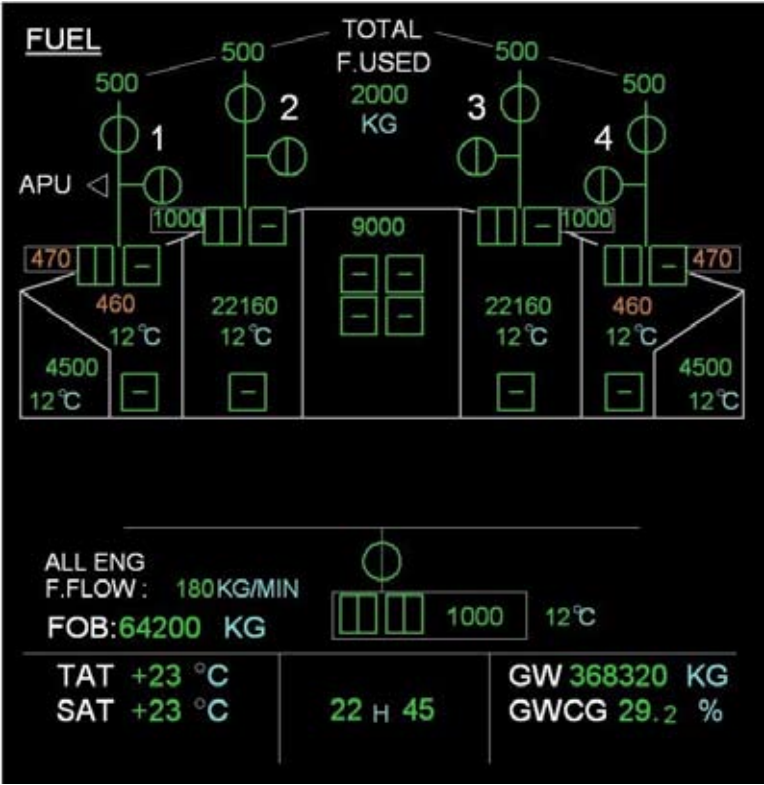 FUEL
TOTAL
F.USED
2000
KG
500 500 500 500
1 2 3 4
APU
1000 1000
9000
470 470
460 22160 22160 460
12°C 12°C 12°C 12°C
4500 4500
12°C 12°C
ALL ENG
F.FLOW : 180 KG/MIN
FOB: 64200 KG
1000 12°C
TAT +23 °C
SAT +23 °C
22 H 45
GW 368320 KG
GWCG 29.2 %